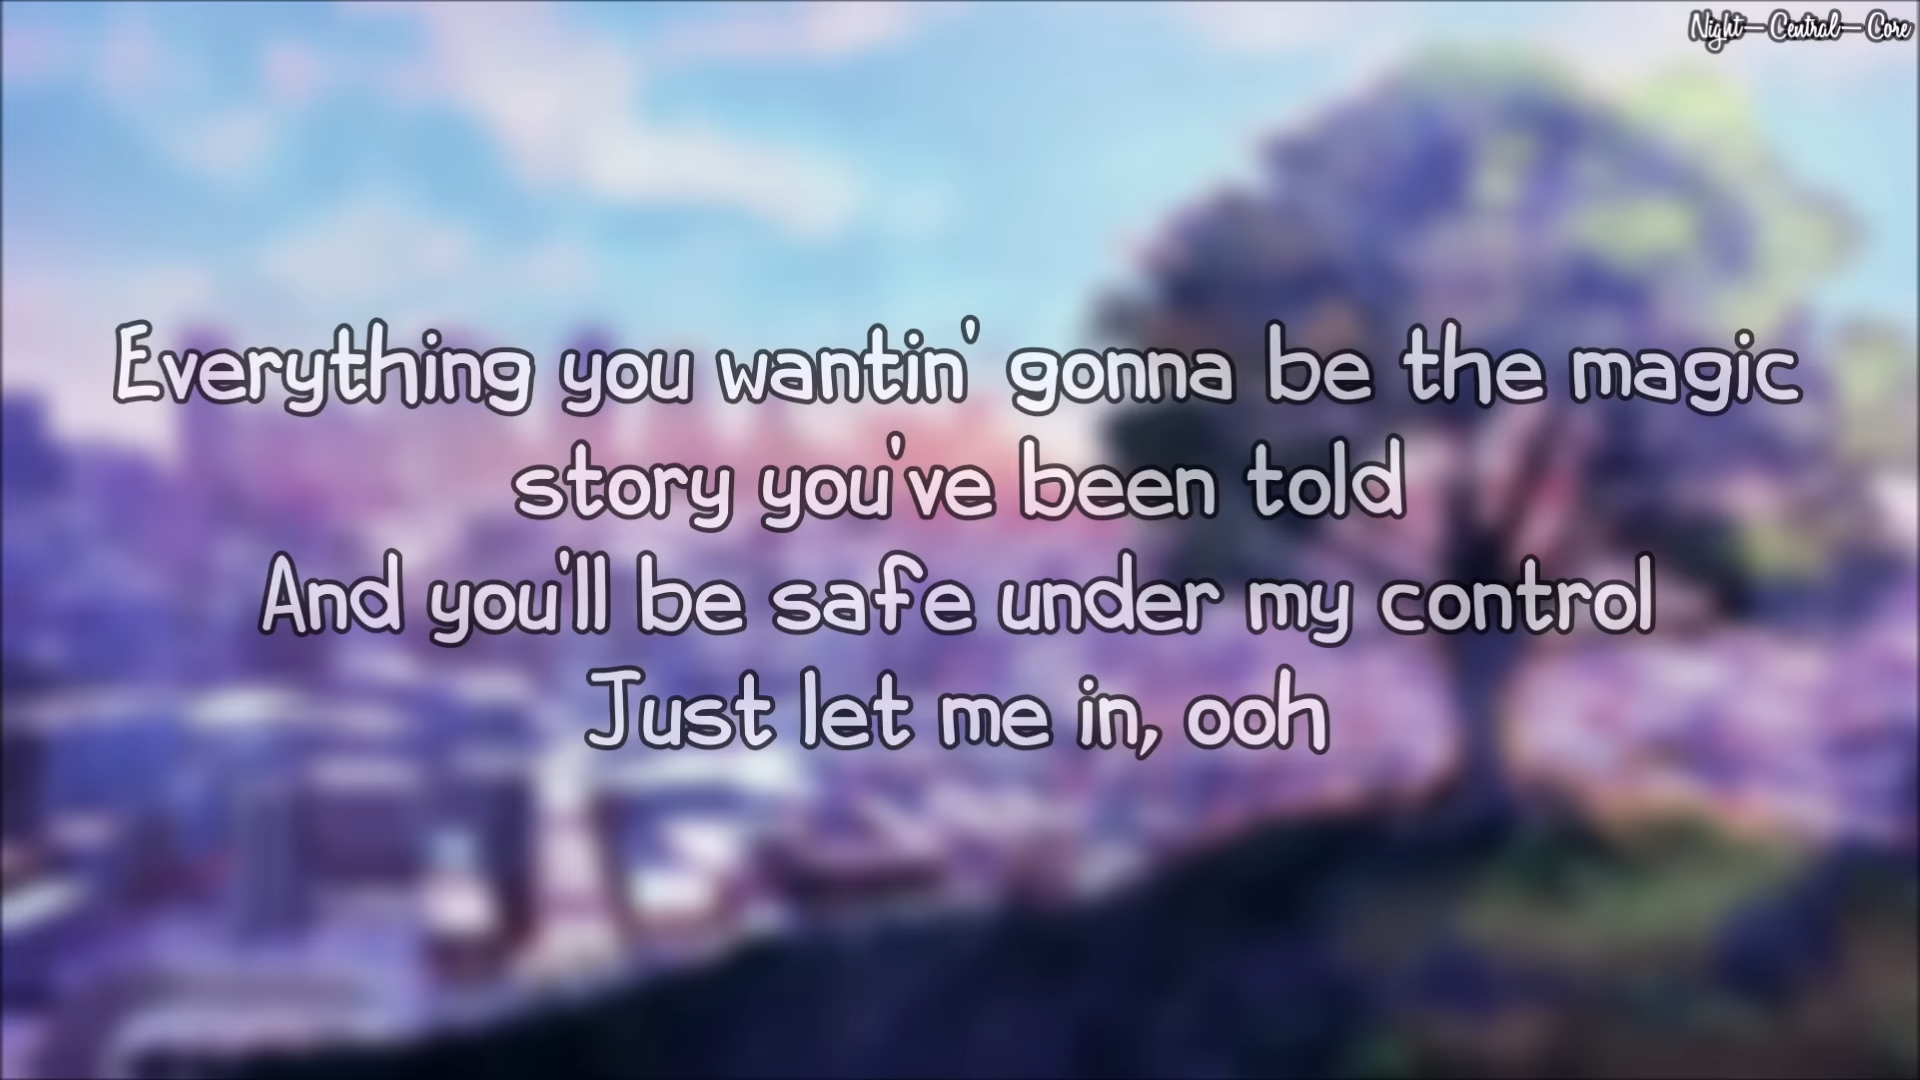 Night-Central-Core
Everything you wantin' gonna be the magic
story you've been told
And you'll be safe under my control
Just let me in, ooh